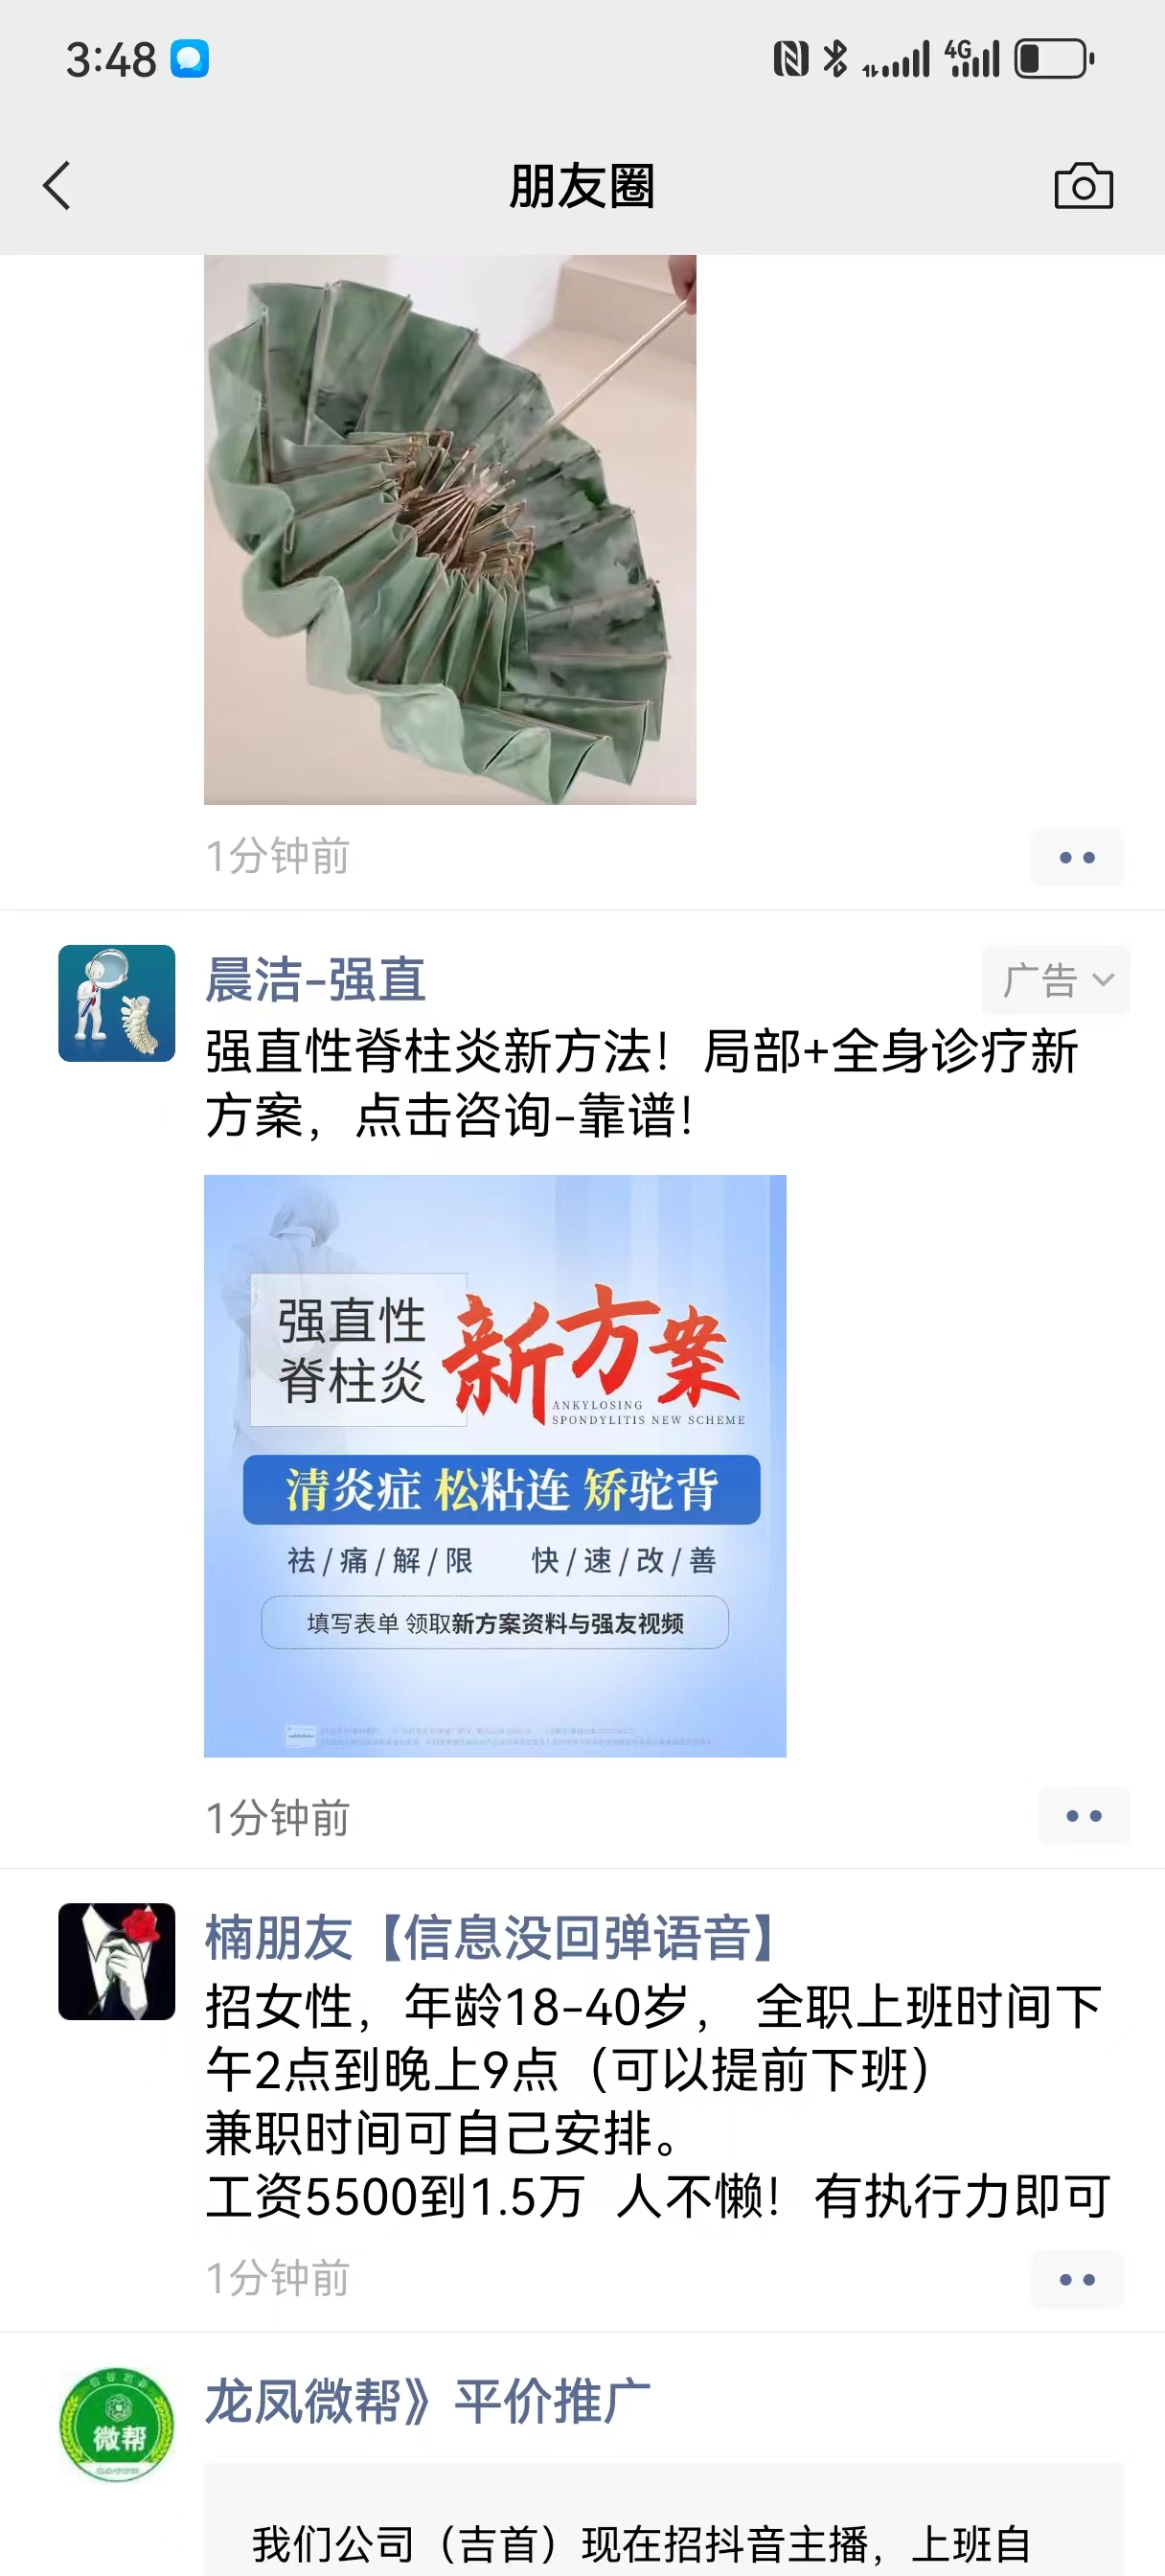 3:48
4G
朋友圈
1分钟前
晨洁-强直
广告
强直性脊柱炎新方法！局部+全身诊疗新
方案，点击咨询-靠谱！
强直性
脊柱炎
新方案
ANKYLOSING
SPONDYLITIS NEW SCHEME
清炎症 松粘连 矫驼背
祛/痛/解/限 快/速/改/善
填写表单 领取新方案资料与强友视频
1分钟前
楠朋友【信息没回弹语音】
招女性，年龄18-40岁， 全职上班时间下
午2点到晚上9点（可以提前下班）
兼职时间可自己安排。
工资5500到1.5万 人不懒！有执行力即可
1分钟前
微帮
龙凤微帮》平价推广
我们公司（吉首）现在招抖音主播，上班自